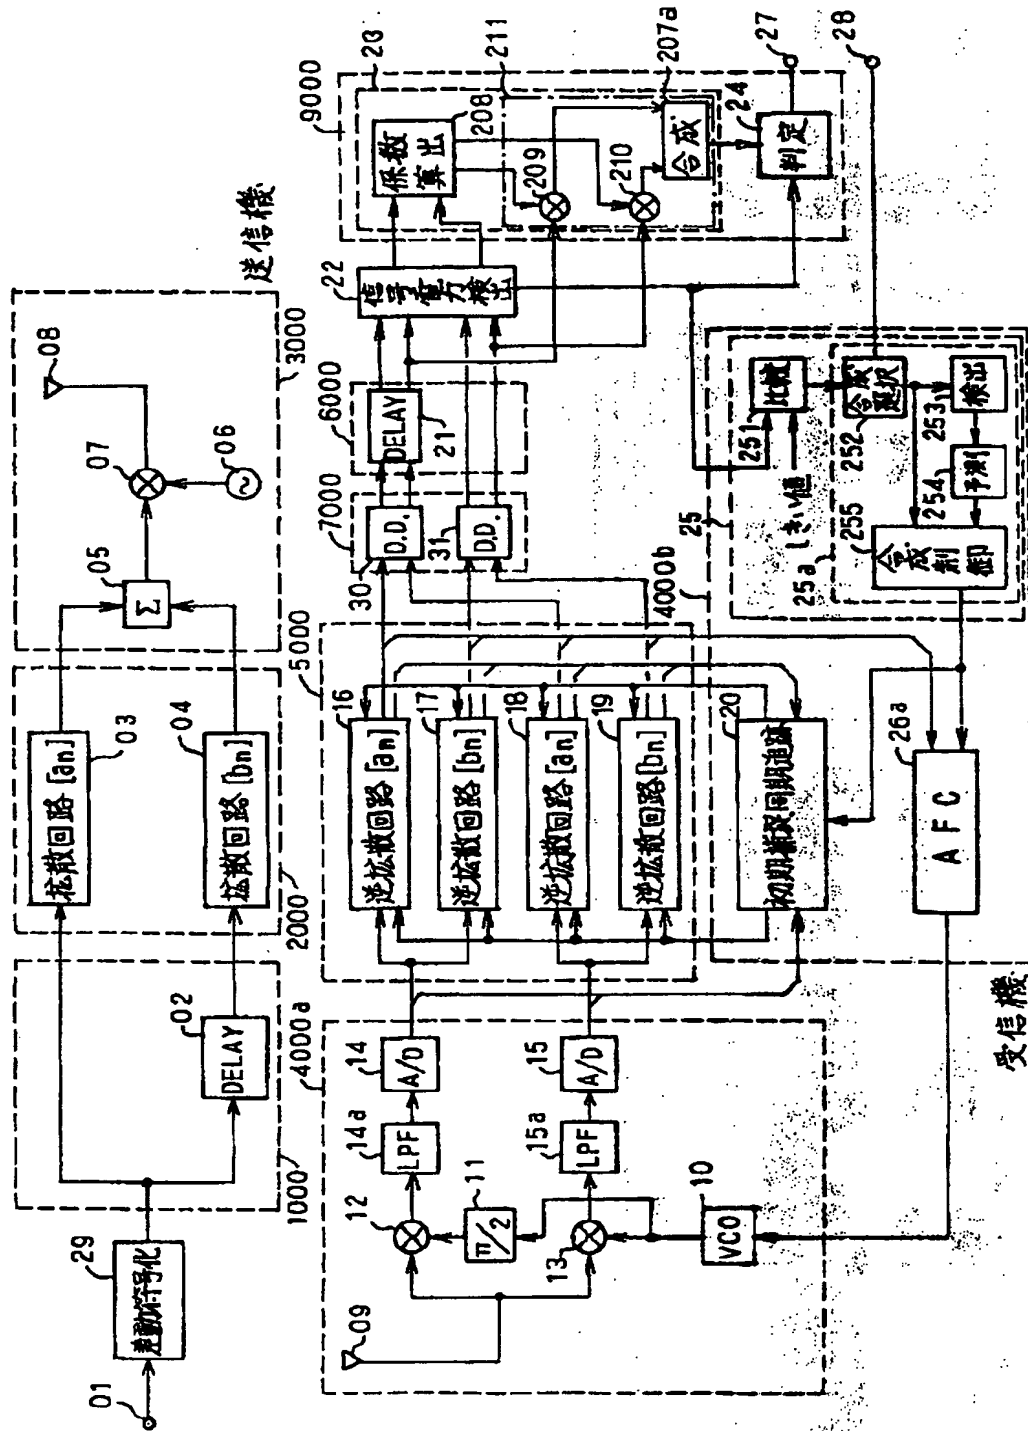 送信機
01
29
差動符号化
1000
02
DELAY
2000
03
拡散回路[an]
04
拡散回路[bn]
3000
05
Σ
06
07
08
受信機
4000a
09
10
VCO
11
π/2
12
13
14a
LPF
14
A/D
15a
LPF
15
A/D
5000
16
逆拡散回路[an]
17
逆拡散回路[bn]
18
逆拡散回路[an]
19
逆拡散回路[bn]
4000b
20
初期捕捉同期追跡
26a
AFC
7000
30
D.D.
31
D.D.
6000
DELAY
21
22
信号電力検出
9000
23
係数算出
208
209
210
211
207a
合成
24
判定
27
28
25
25a
251
比較
しきい値
252
合成選択
253
検出
254
予測
255
合成制御